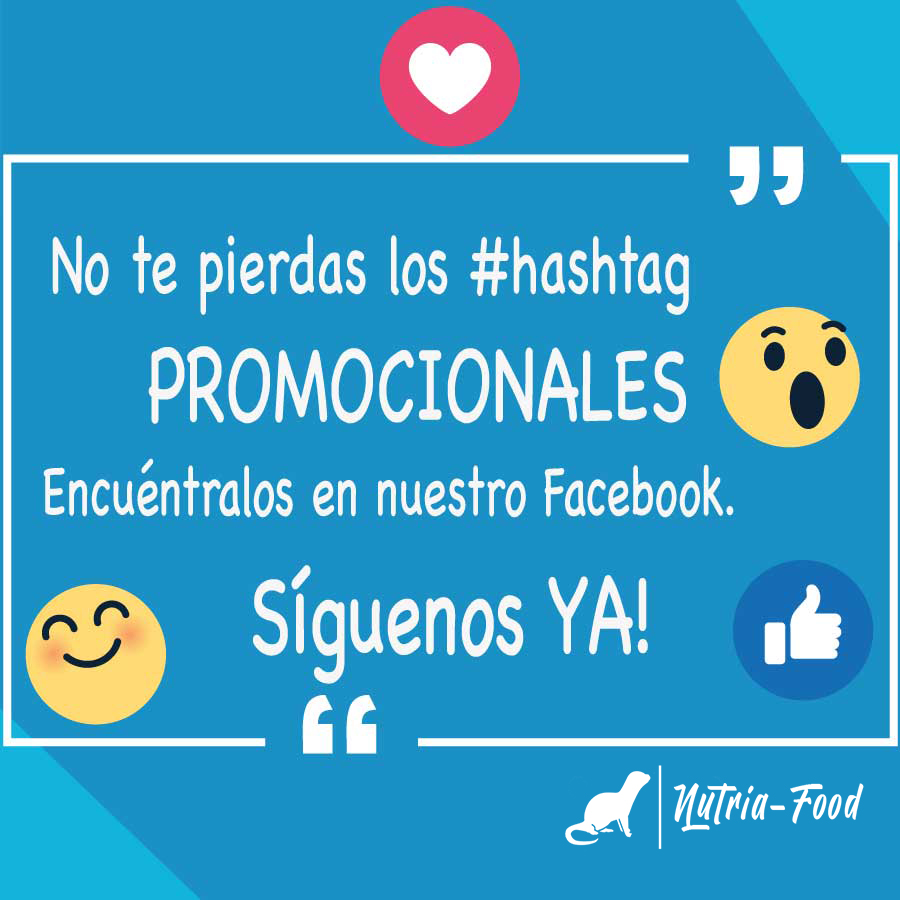 No te pierdas los #hashtag
PROMOCIONALES
Encuéntralos en nuestro Facebook.
Síguenos YA!
Nutria-Food